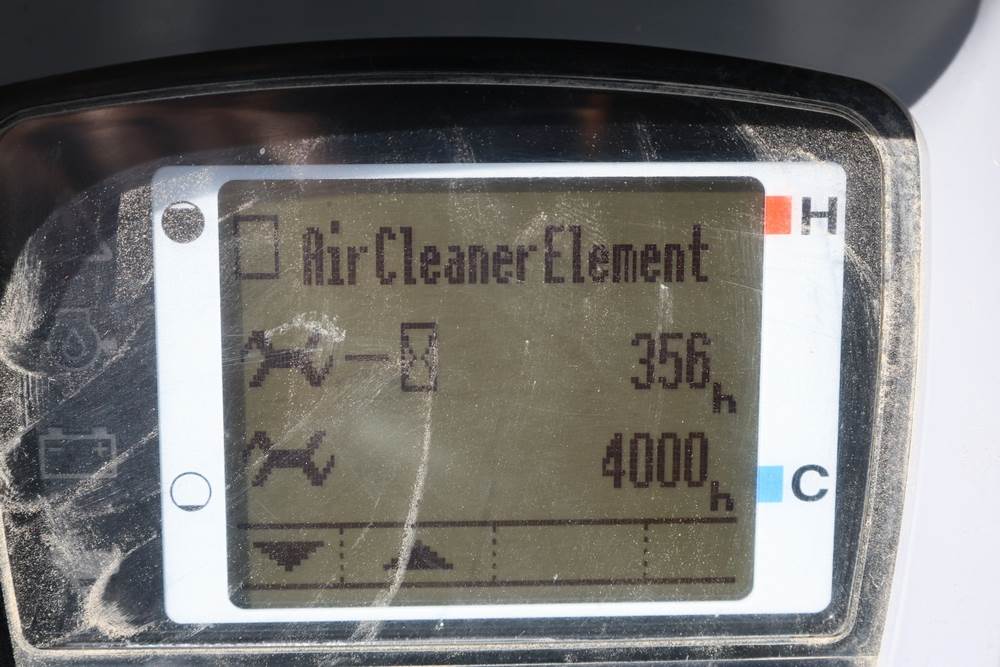 H
Air Cleaner Element
356h
4000h
C